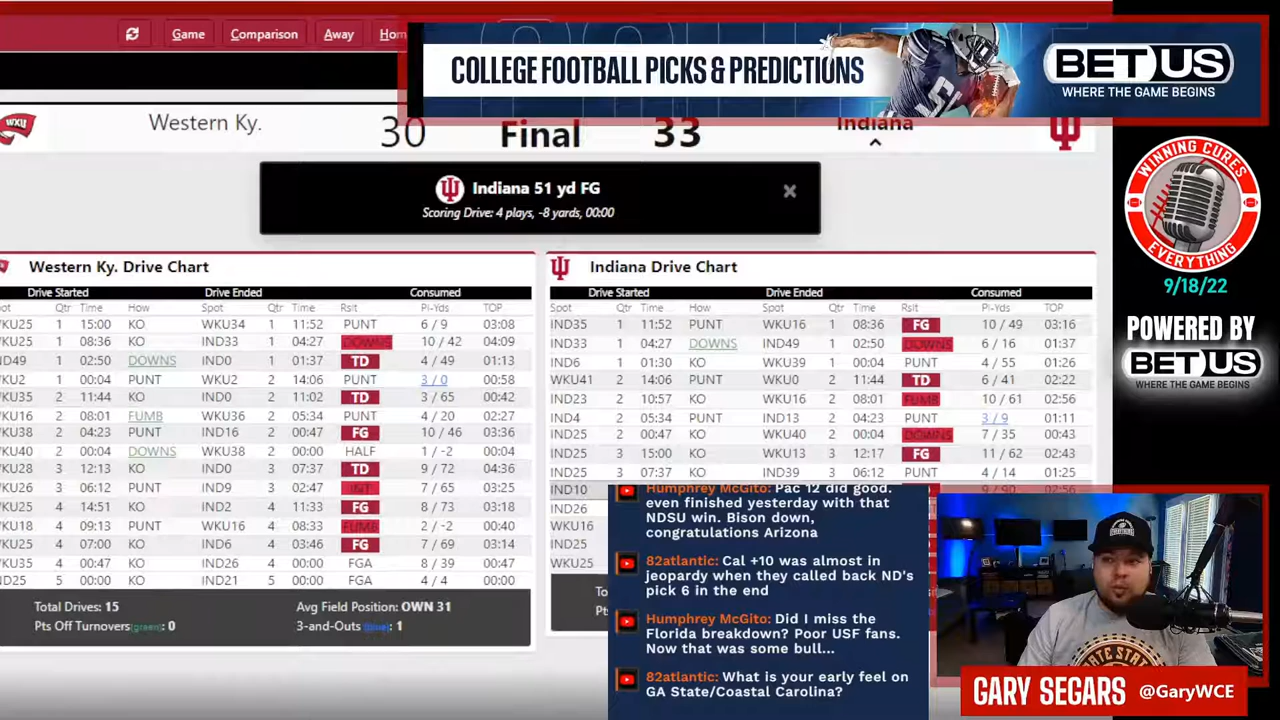 Game Comparison Away Hom
COLLEGE FOOTBALL PICKS & PREDICTIONS
BETUS
WHERE THE GAME BEGINS
WKU Western Ky. 30 Final 33 Indiana
Indiana 51 yd FG
Scoring Drive: 4 plays, -8 yards, 00:00
WINNING CURES
EVERYTHING
9/18/22
POWERED BY
BETUS
WHERE THE GAME BEGINS
Western Ky. Drive Chart
Drive Started Drive Ended Consumed
pot Qtr Time How Spot Qtr Time Rslt Pl-Yds TOP
WKU25 1 15:00 KO WKU34 1 11:52 PUNT 6 / 9 03:08
WKU25 1 08:36 KO IND33 1 04:27 DOWNS 10 / 42 04:09
ND49 1 02:50 DOWNS 1 01:37 TD 4 / 49 01:13
WKU2 1 00:04 PUNT WKU2 2 14:06 PUNT 3 / 0 00:58
WKU35 2 11:44 KO IND0 2 11:02 TD 3 / 65 00:42
WKU16 2 08:01 FUMB 2 05:34 PUNT 4 / 20 02:27
WKU38 2 04:23 PUNT IND16 2 00:47 FG 10 / 46 03:36
WKU40 2 00:04 DOWNS WKU38 2 00:00 HALF 1 / -2 00:04
WKU28 3 12:13 KO IND0 3 07:37 TD 9 / 72 04:36
WKU26 3 06:12 PUNT IND9 3 02:47 INT 7 / 65 03:25
WKU25 4 14:51 KO IND2 4 11:33 FG 8 / 73 03:18
WKU18 4 09:13 PUNT WKU16 4 08:33 FUMB 2 / -2 00:40
WKU25 4 07:00 KO IND6 4 03:46 FG 7 / 69 03:14
WKU35 4 00:47 KO IND26 4 00:00 FGA 8 / 39 00:47
ND25 5 00:00 KO IND21 5 00:00 FGA 4 / 4 00:00
Total Drives: 15 Avg Field Position: OWN 31
Pts Off Turnovers(green): 0 3-and-Outs (blue): 1
Indiana Drive Chart
Drive Started Drive Ended Consumed
Spot Qtr Time How Spot Qtr Time Rslt Pl-Yds TOP
IND35 1 11:52 PUNT WKU16 1 08:36 FG 10 / 49 03:16
IND33 1 04:27 DOWNS IND49 1 02:50 DOWNS 6 / 16 01:37
IND6 1 01:30 KO WKU39 1 00:04 PUNT 4 / 55 01:26
WKU41 2 14:06 PUNT WKU0 2 11:44 TD 6 / 41 02:22
IND23 2 10:57 KO WKU16 2 08:01 FUMB 10 / 61 02:56
IND4 2 05:34 PUNT IND13 2 04:23 PUNT 3 / 9 01:11
IND25 2 00:47 KO WKU40 2 00:04 DOWNS 7 / 35 00:43
IND25 3 15:00 KO WKU13 3 12:17 FG 11 / 62 02:43
IND25 3 07:37 KO IND39 3 06:12 PUNT 4 / 14 01:25
IND10
IND26
WKU16
IND25
WKU25
To
Pts
Humphrey McGito: Pac 12 did good.
even finished yesterday with that
NDSU win. Bison down,
congratulations Arizona
82atlantic: Cal +10 was almost in
jeopardy when they called back ND's
pick 6 in the end
Humphrey McGito: Did I miss the
Florida breakdown? Poor USF fans.
Now that was some bull...
82atlantic: What is your early feel on
GA State/Coastal Carolina?
GARY SEGARS @GaryWCE